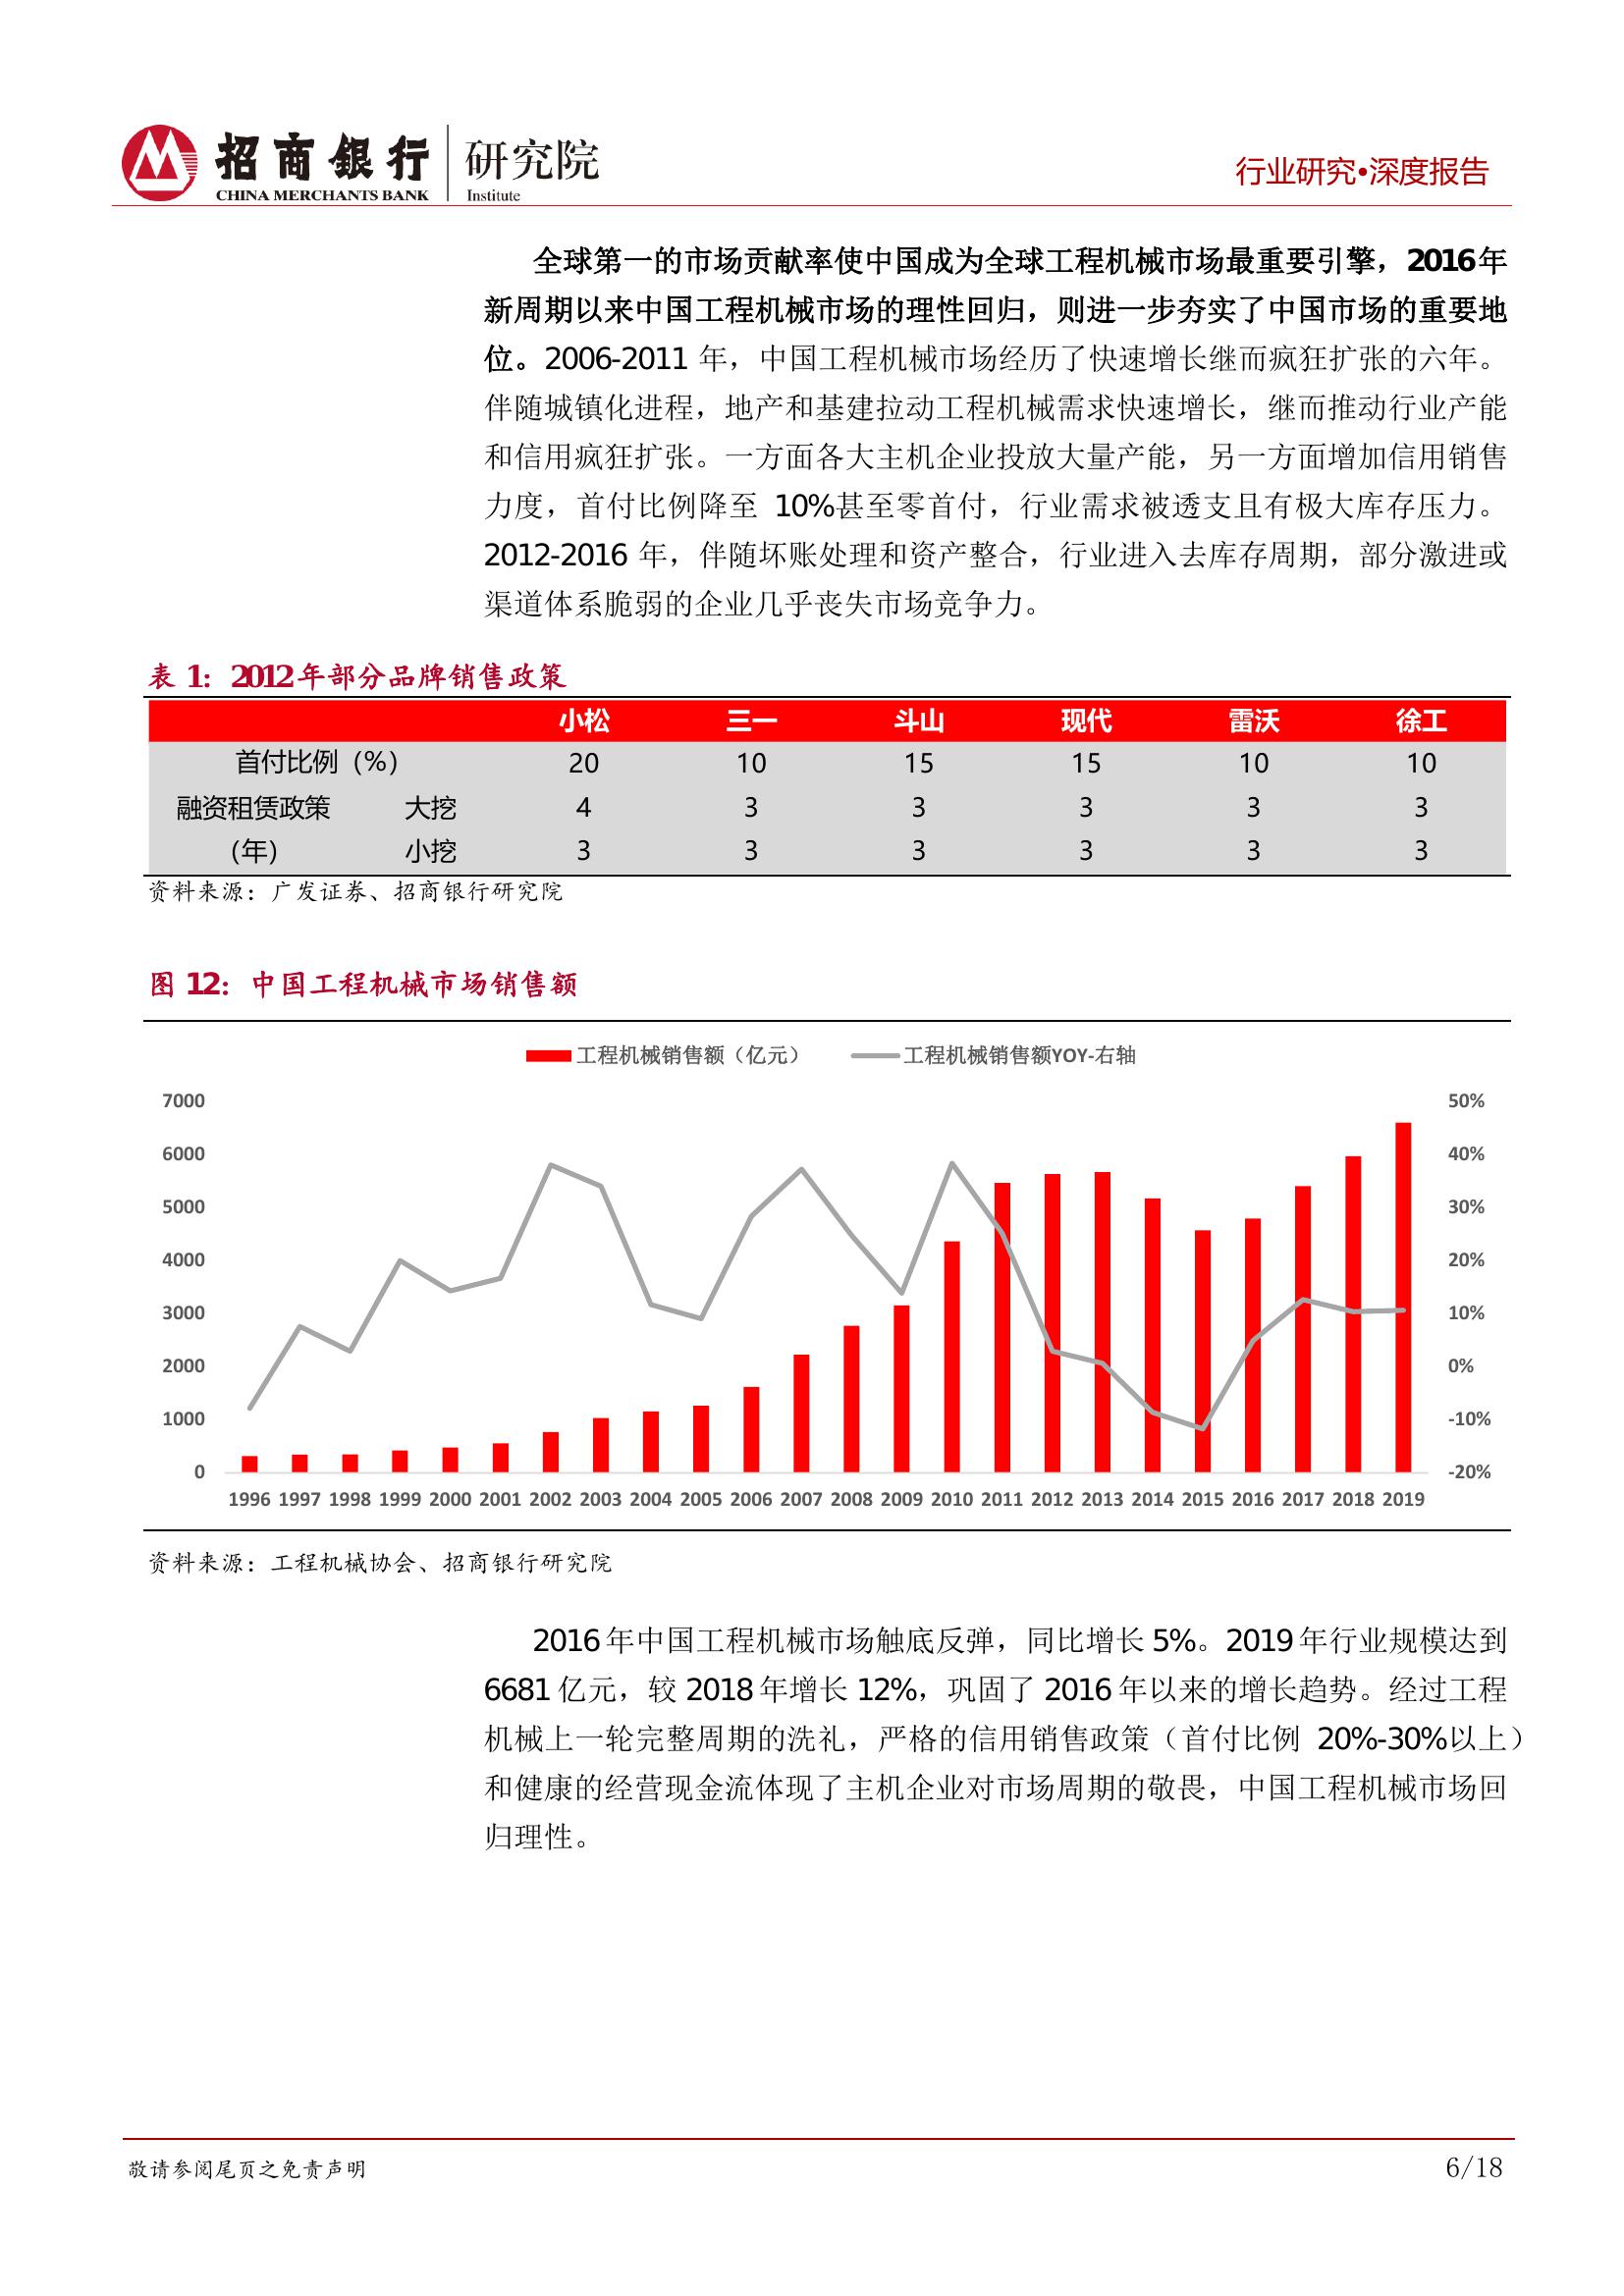 招商銀行 研究院
CHINA MERCHANTS BANK Institute
行业研究•深度报告
全球第一的市场贡献率使中国成为全球工程机械市场最重要引擎，2016年
新周期以来中国工程机械市场的理性回归，则进一步夯实了中国市场的重要地
位。2006-2011 年，中国工程机械市场经历了快速增长继而疯狂扩张的六年。
伴随城镇化进程，地产和基建拉动工程机械需求快速增长，继而推动行业产能
和信用疯狂扩张。一方面各大主机企业投放大量产能，另一方面增加信用销售
力度，首付比例降至 10%甚至零首付，行业需求被透支且有极大库存压力。
2012-2016 年，伴随坏账处理和资产整合，行业进入去库存周期，部分激进或
渠道体系脆弱的企业几乎丧失市场竞争力。
表 1：2012年部分品牌销售政策
小松 三一 斗山 现代 雷沃 徐工
首付比例（%） 20 10 15 15 10 10
融资租赁政策 大挖 4 3 3 3 3 3
（年） 小挖 3 3 3 3 3 3
资料来源：广发证券、招商银行研究院
图 12：中国工程机械市场销售额
工程机械销售额（亿元） 工程机械销售额YOY-右轴
7000 50%
6000 40%
5000 30%
4000 20%
3000 10%
2000 0%
1000 -10%
0 -20%
1996 1997 1998 1999 2000 2001 2002 2003 2004 2005 2006 2007 2008 2009 2010 2011 2012 2013 2014 2015 2016 2017 2018 2019
资料来源：工程机械协会、招商银行研究院
2016 年中国工程机械市场触底反弹，同比增长 5%。2019 年行业规模达到
6681 亿元，较 2018 年增长 12%，巩固了 2016 年以来的增长趋势。经过工程
机械上一轮完整周期的洗礼，严格的信用销售政策（首付比例 20%-30%以上）
和健康的经营现金流体现了主机企业对市场周期的敬畏，中国工程机械市场回
归理性。
敬请参阅尾页之免责声明
6/18